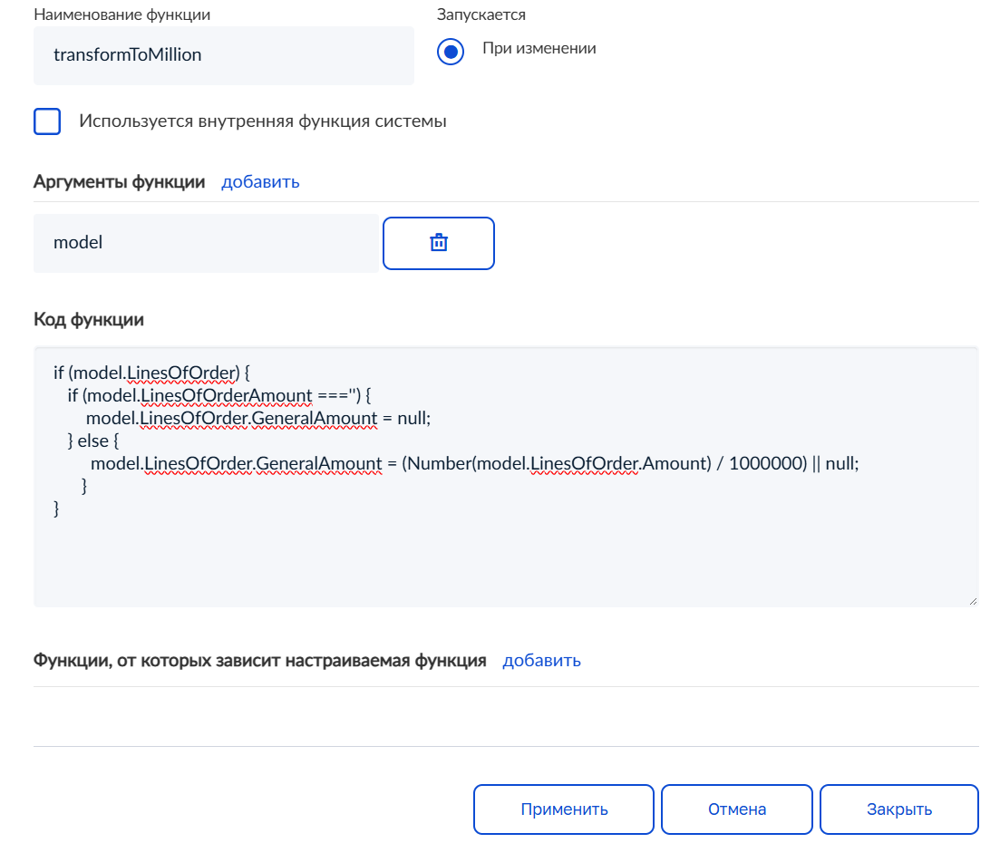 Наименование функции
Запускается
transformToMillion
При изменении
Используется внутренняя функция системы
Аргументы функции добавить
model
Код функции
if (model.LinesOfOrder) {
if (model.LinesOfOrderAmount ==='') {
model.LinesOfOrder.GeneralAmount = null;
} else {
model.LinesOfOrder.GeneralAmount = (Number(model.LinesOfOrder.Amount) / 1000000) || null;
}
}
Функции, от которых зависит настраиваемая функция добавить
Применить
Отмена
Закрыть